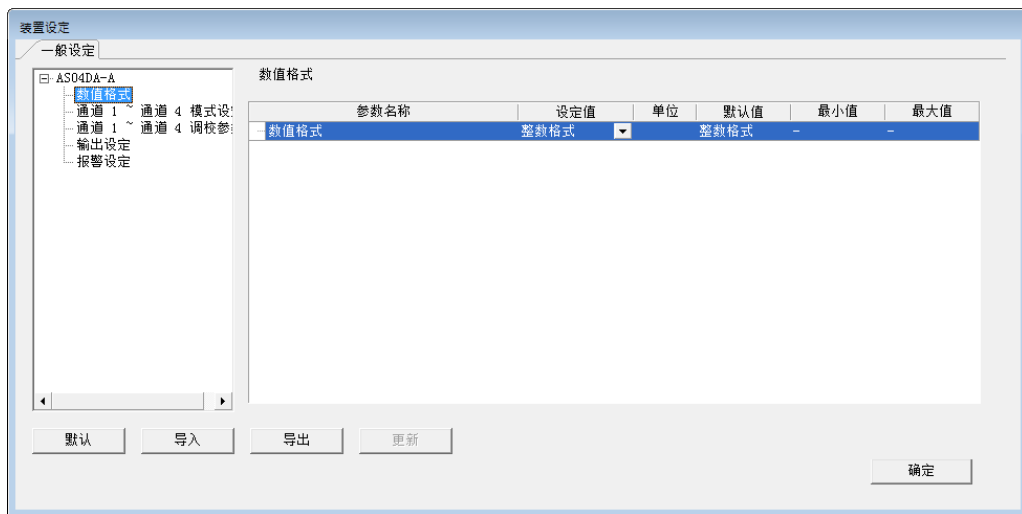 装置设定
一般设定
AS04DA-A
数值格式
通道 1 ~ 通道 4 模式设
通道 1 ~ 通道 4 调校参
输出设定
报警设定
数值格式
参数名称 设定值 单位 默认值 最小值 最大值
数值格式 整数格式 整数格式 - -
默认 导入 导出 更新
确定